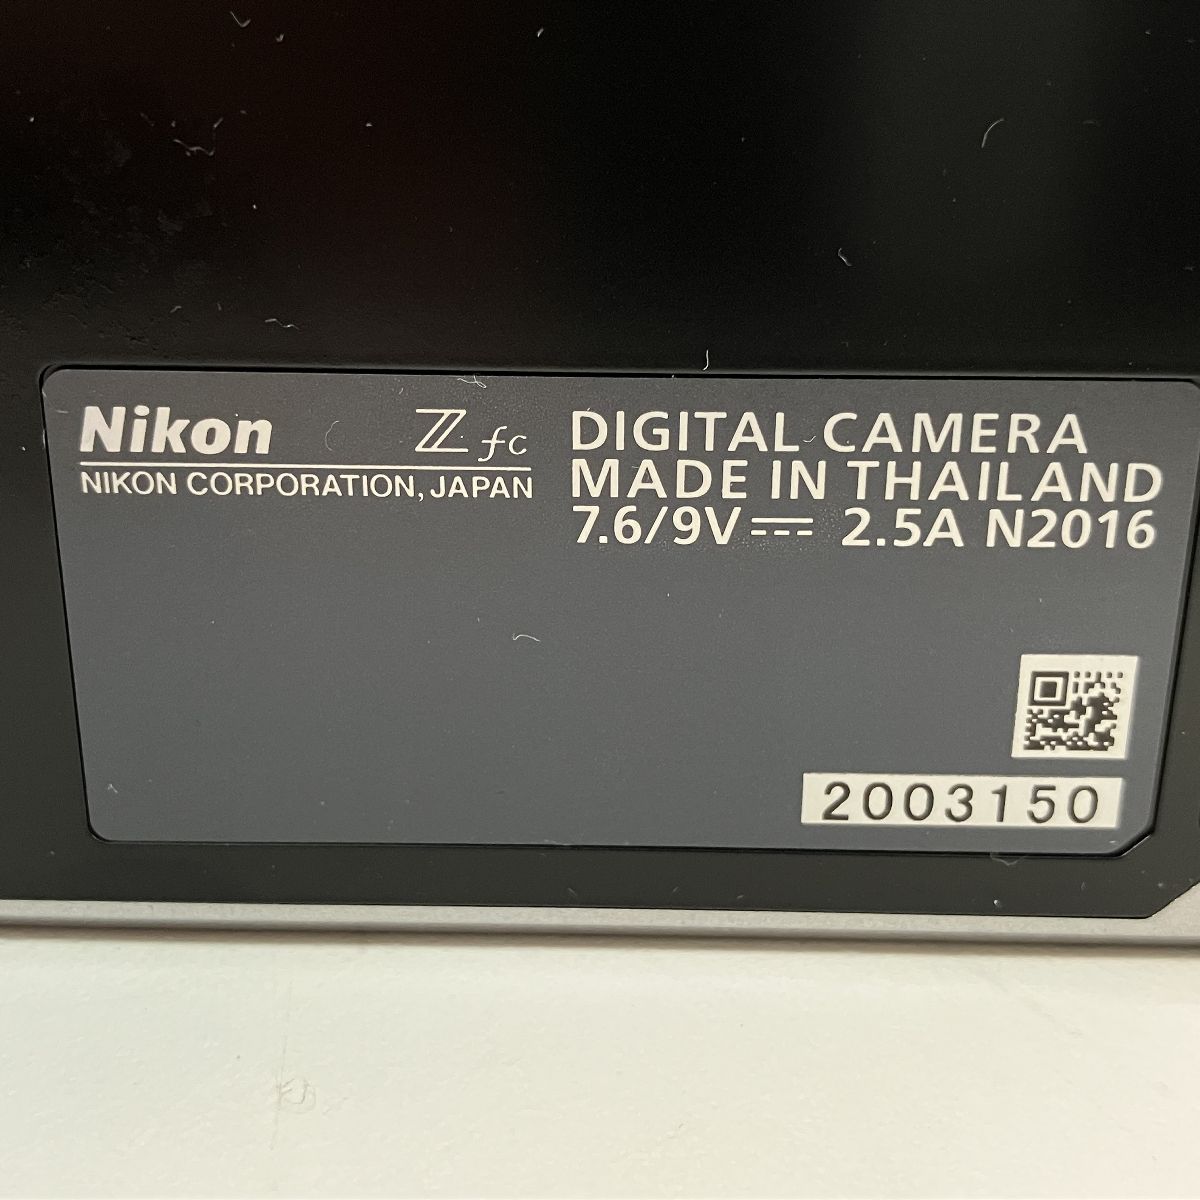 Nikon Z fc
NIKON CORPORATION, JAPAN
DIGITAL CAMERA
MADE IN THAILAND
7.6/9V⎓ 2.5A N2016
2003150